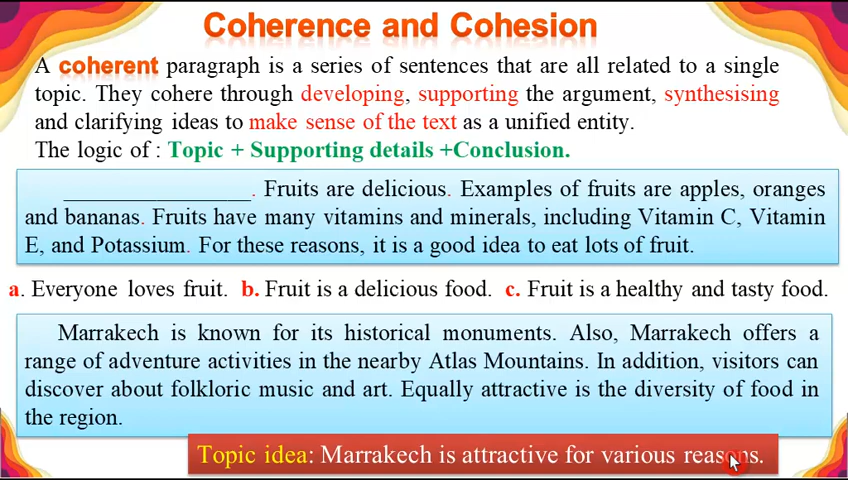 Coherence and Cohesion
A coherent paragraph is a series of sentences that are all related to a single
topic. They cohere through developing, supporting the argument, synthesising
and clarifying ideas to make sense of the text as a unified entity.
The logic of : Topic + Supporting details +Conclusion.
_________________. Fruits are delicious. Examples of fruits are apples, oranges
and bananas. Fruits have many vitamins and minerals, including Vitamin C, Vitamin
E, and Potassium. For these reasons, it is a good idea to eat lots of fruit.
a. Everyone loves fruit. b. Fruit is a delicious food. c. Fruit is a healthy and tasty food.
Marrakech is known for its historical monuments. Also, Marrakech offers a
range of adventure activities in the nearby Atlas Mountains. In addition, visitors can
discover about folkloric music and art. Equally attractive is the diversity of food in
the region.
Topic idea: Marrakech is attractive for various reasons.